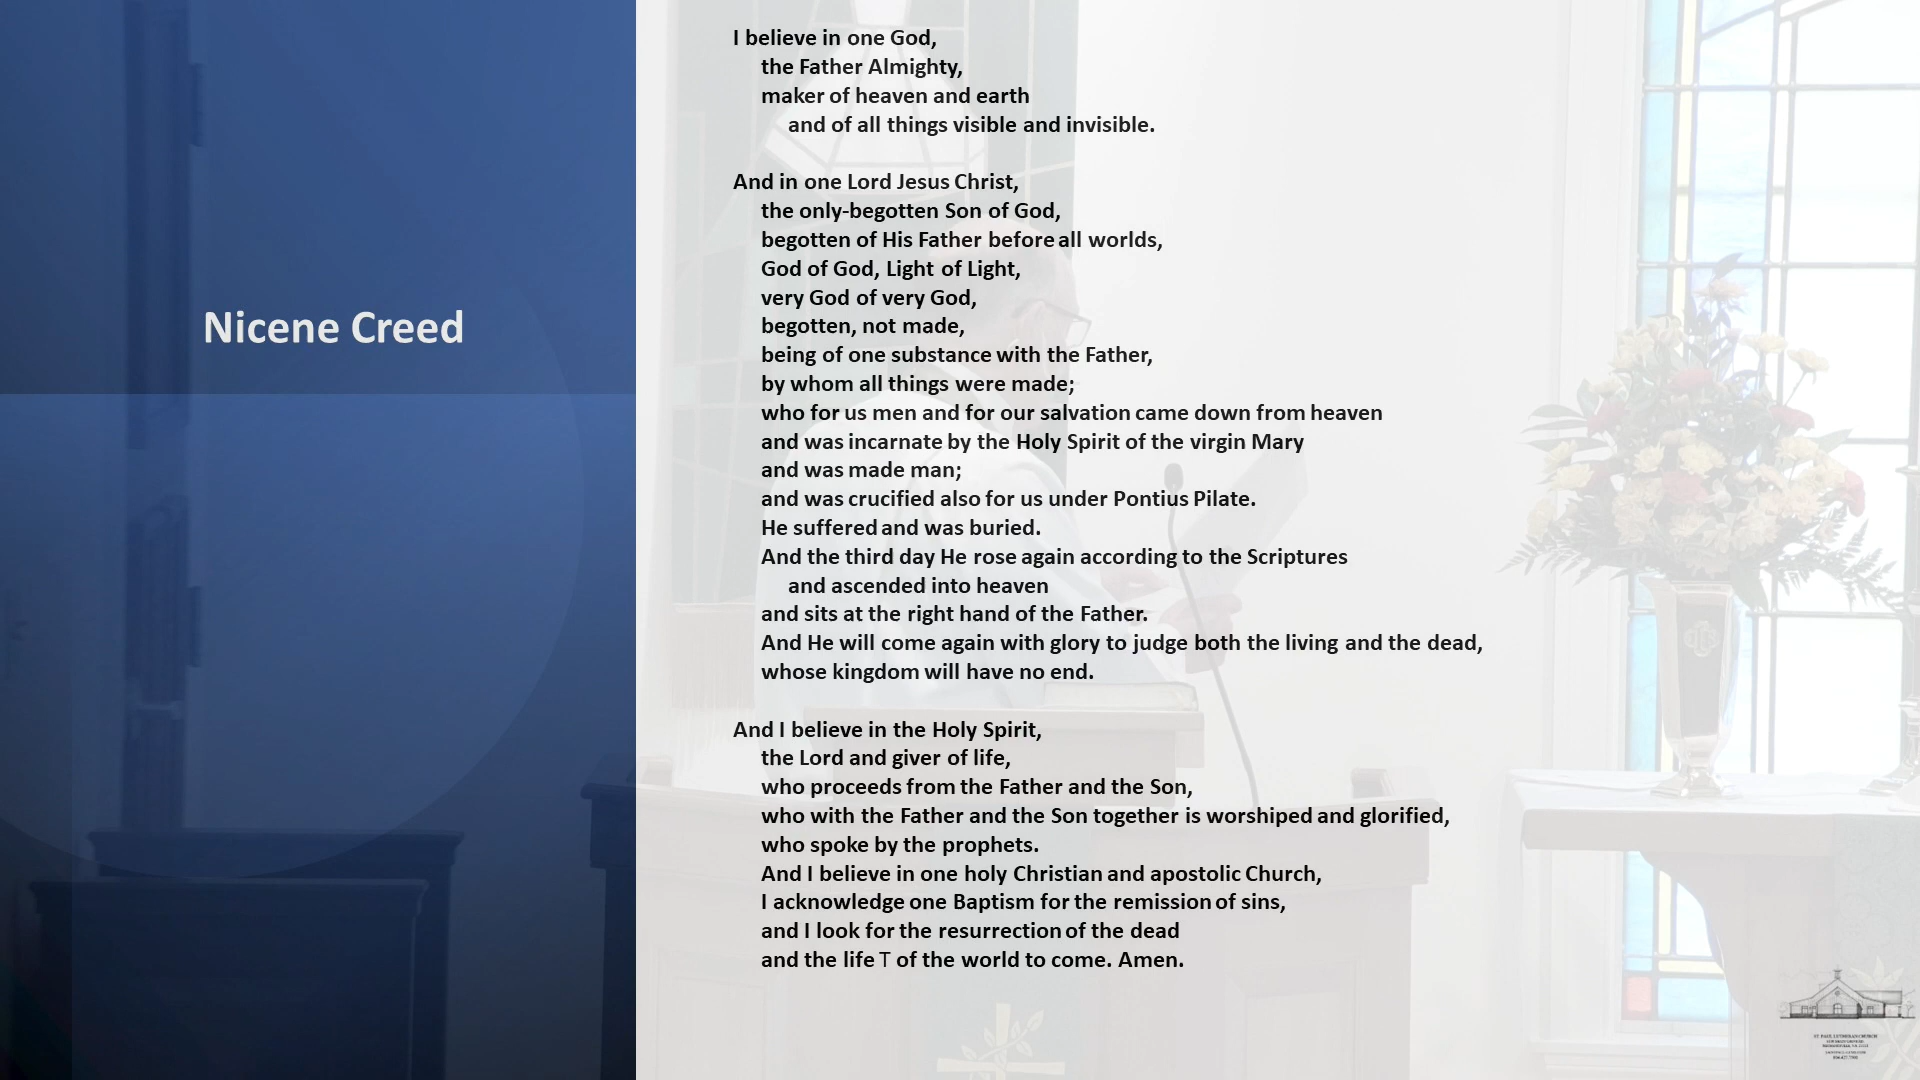 Nicene Creed
I believe in one God,
the Father Almighty,
maker of heaven and earth
and of all things visible and invisible.
And in one Lord Jesus Christ,
the only-begotten Son of God,
begotten of His Father before all worlds,
God of God, Light of Light,
very God of very God,
begotten, not made,
being of one substance with the Father,
by whom all things were made;
who for us men and for our salvation came down from heaven
and was incarnate by the Holy Spirit of the virgin Mary
and was made man;
and was crucified also for us under Pontius Pilate.
He suffered and was buried.
And the third day He rose again according to the Scriptures
and ascended into heaven
and sits at the right hand of the Father.
And He will come again with glory to judge both the living and the dead,
whose kingdom will have no end.
And I believe in the Holy Spirit,
the Lord and giver of life,
who proceeds from the Father and the Son,
who with the Father and the Son together is worshiped and glorified,
who spoke by the prophets.
And I believe in one holy Christian and apostolic Church,
I acknowledge one Baptism for the remission of sins,
and I look for the resurrection of the dead
and the life T of the world to come. Amen.
ST. PAUL LUTHERAN CHURCH